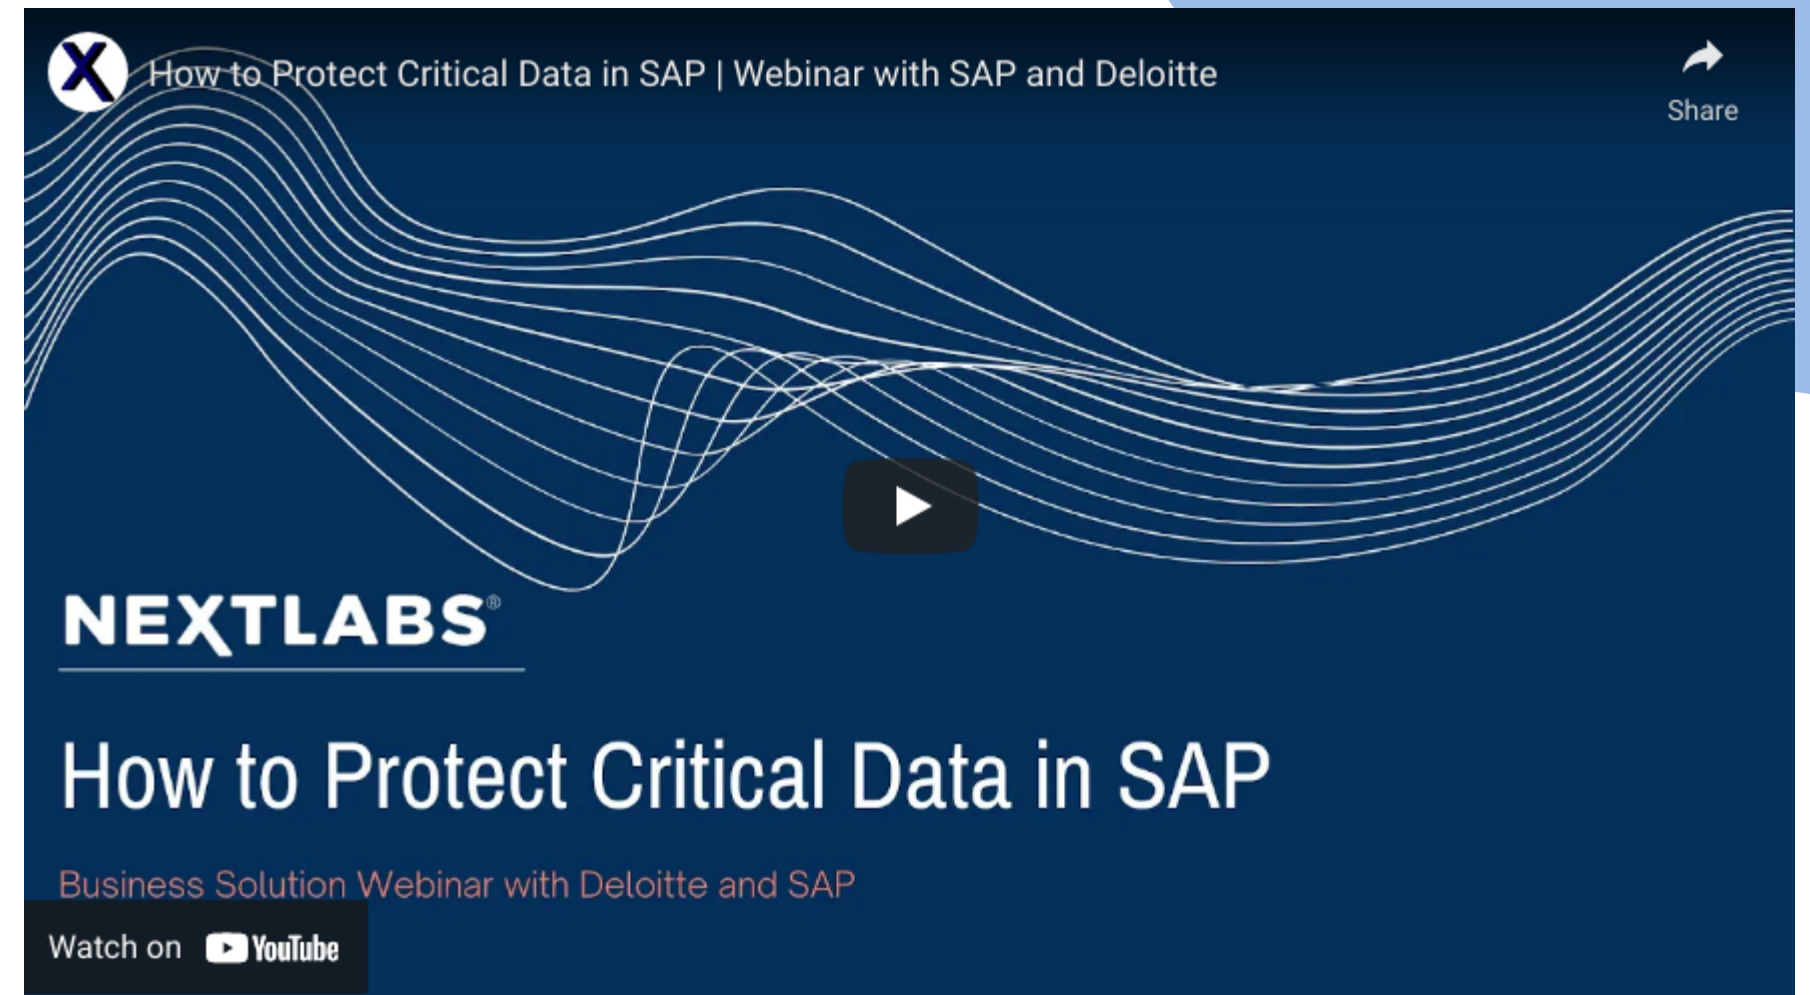 How to Protect Critical Data in SAP | Webinar with SAP and Deloitte
Share
NEXTLABS®
How to Protect Critical Data in SAP
Business Solution Webinar with Deloitte and SAP
Watch on YouTube